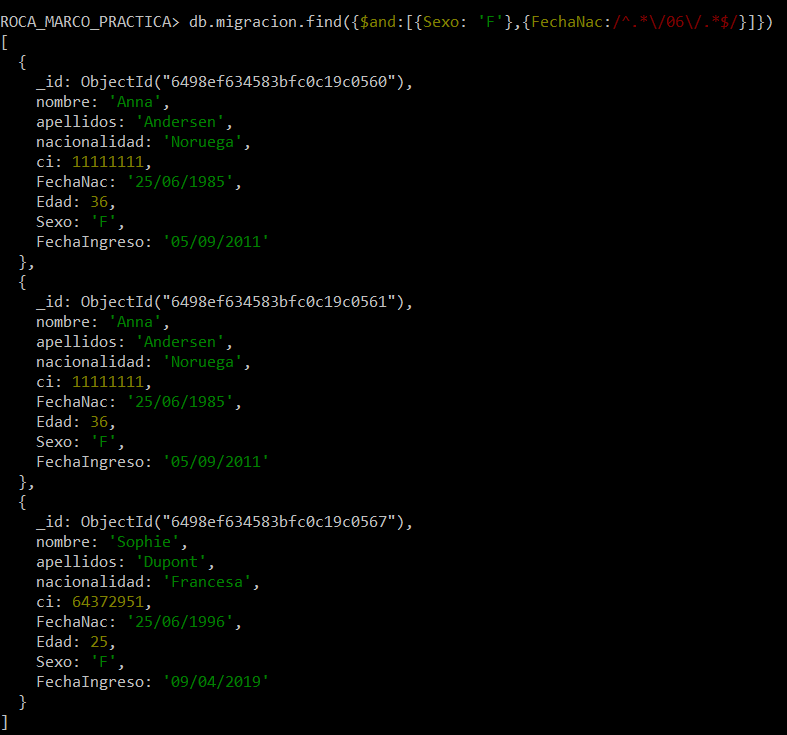 ROCA_MARCO_PRACTICA> db.migracion.find({$and:[{Sexo: 'F'},{FechaNac:/^.*\/06\/.*$/}]})
[
  {
    _id: ObjectId("6498ef634583bfc0c19c0560"),
    nombre: 'Anna',
    apellidos: 'Andersen',
    nacionalidad: 'Noruega',
    ci: 11111111,
    FechaNac: '25/06/1985',
    Edad: 36,
    Sexo: 'F',
    FechaIngreso: '05/09/2011'
  },
  {
    _id: ObjectId("6498ef634583bfc0c19c0561"),
    nombre: 'Anna',
    apellidos: 'Andersen',
    nacionalidad: 'Noruega',
    ci: 11111111,
    FechaNac: '25/06/1985',
    Edad: 36,
    Sexo: 'F',
    FechaIngreso: '05/09/2011'
  },
  {
    _id: ObjectId("6498ef634583bfc0c19c0567"),
    nombre: 'Sophie',
    apellidos: 'Dupont',
    nacionalidad: 'Francesa',
    ci: 64372951,
    FechaNac: '25/06/1996',
    Edad: 25,
    Sexo: 'F',
    FechaIngreso: '09/04/2019'
  }
]